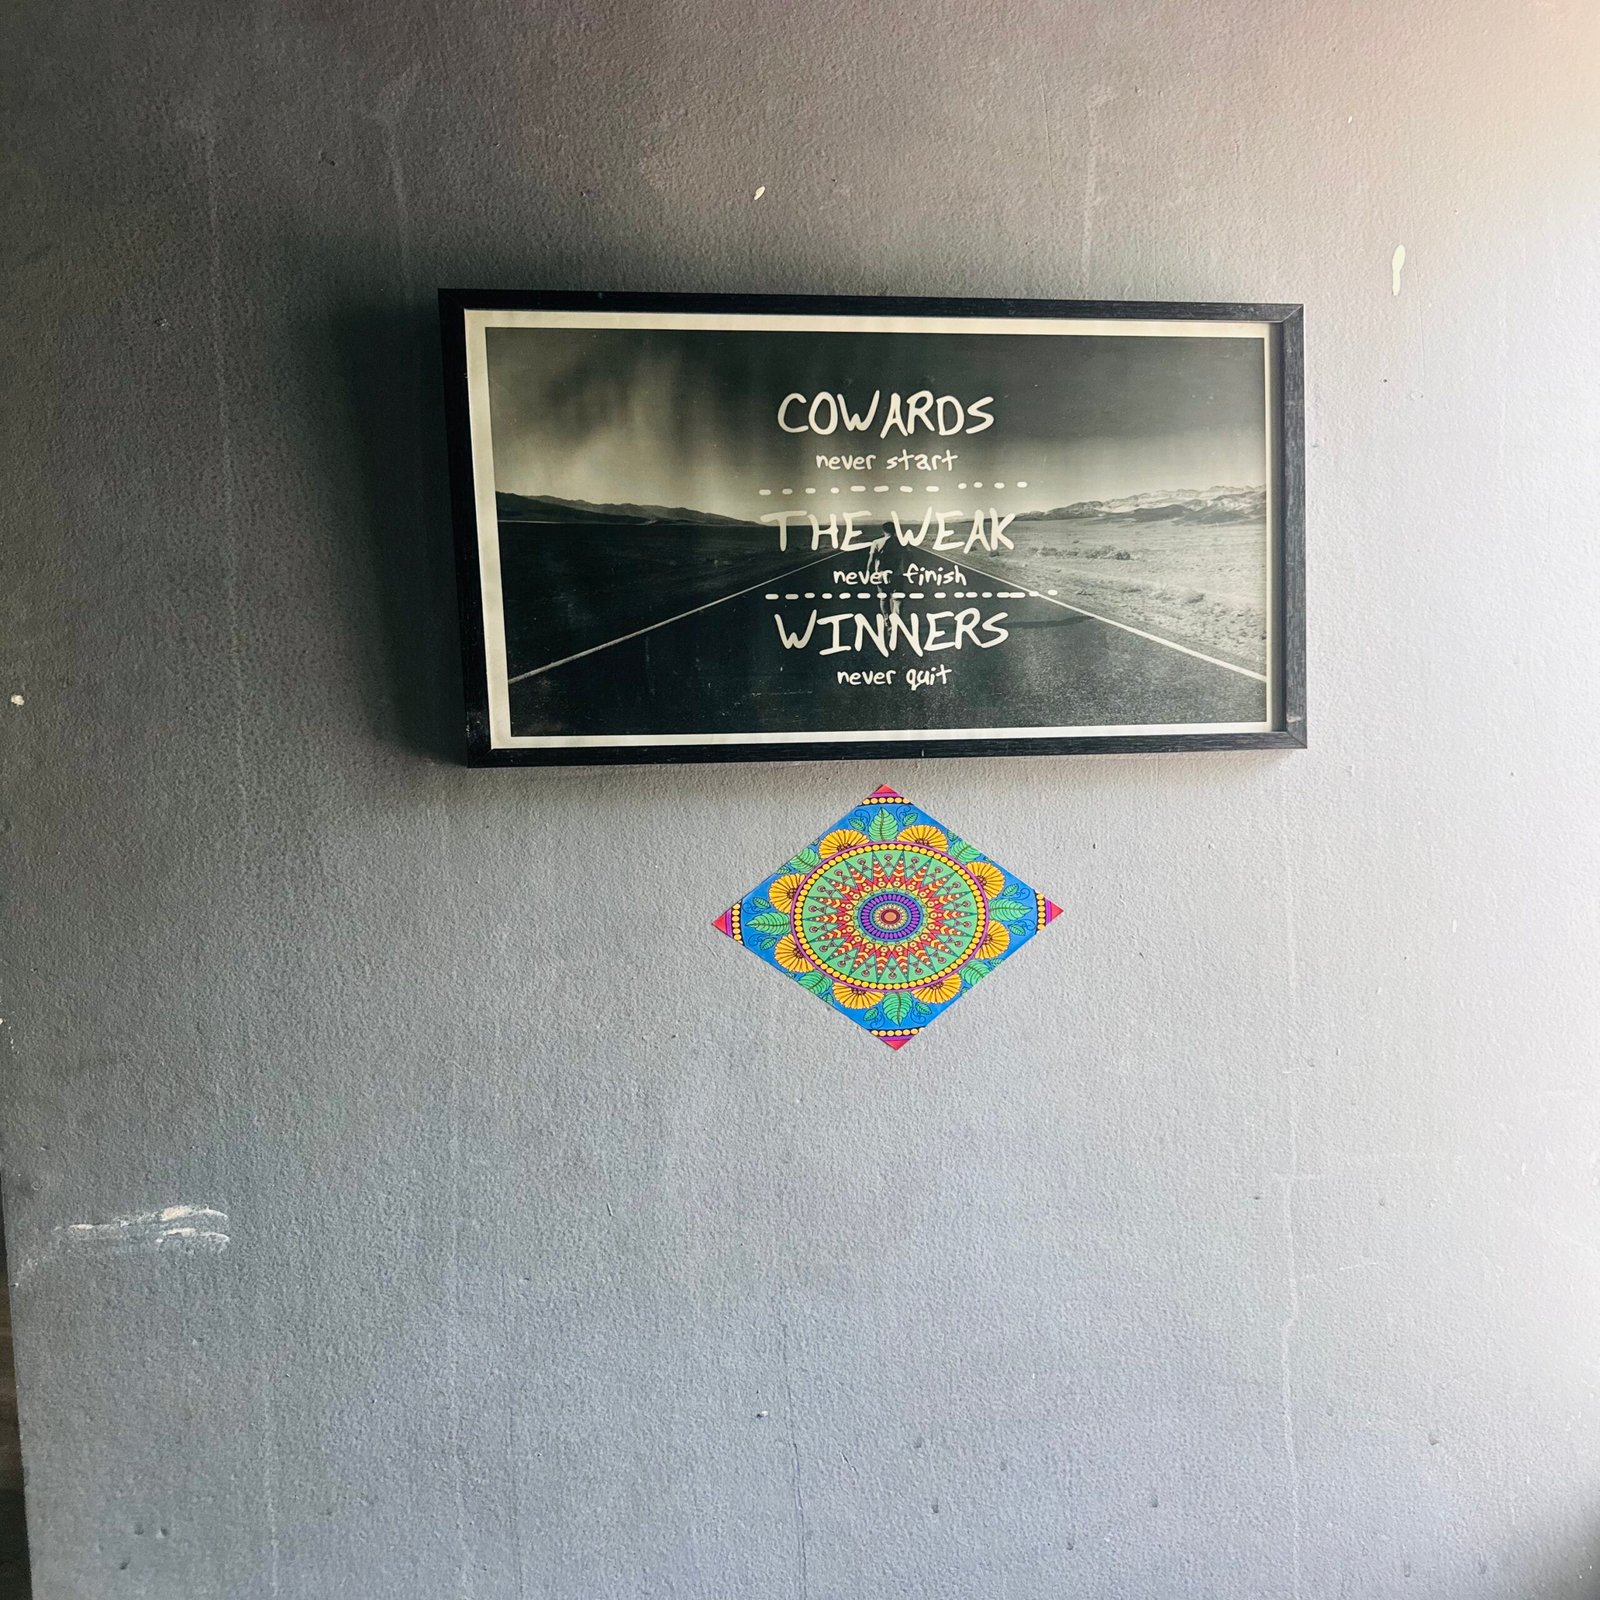 COWARDS
never start
THE WEAK
never finish
WINNERS
never quit